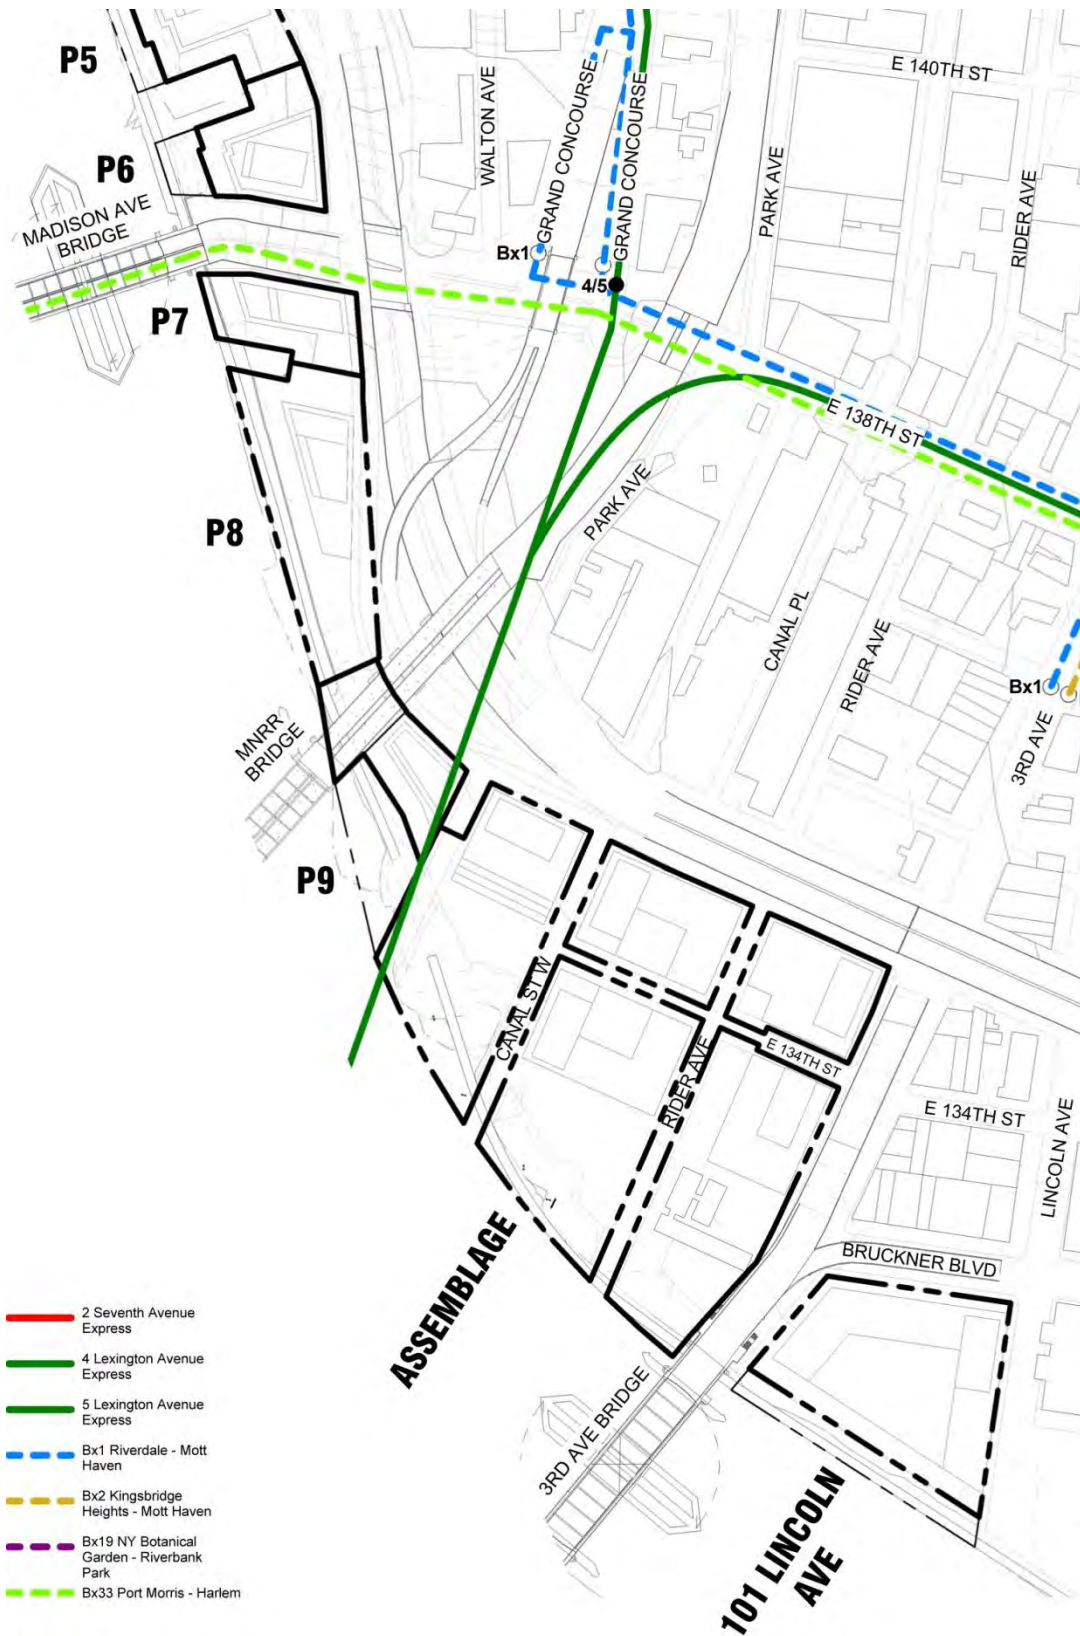 P5
E 140TH ST
GRAND CONCOURSE
GRAND CONCOURSE
WALTON AVE
PARK AVE
RIDER AVE
P6
MADISON AVE
BRIDGE
Bx1
4/5
P7
E 138TH ST
PARK AVE
P8
CANAL PL
RIDER AVE
Bx1
3RD AVE
MNRR
BRIDGE
P9
CANAL ST W
RIDER AVE
E 134TH ST
E 134TH ST
LINCOLN AVE
ASSEMBLAGE
BRUCKNER BLVD
3RD AVE BRIDGE
101 LINCOLN
AVE
2 Seventh Avenue
Express
4 Lexington Avenue
Express
5 Lexington Avenue
Express
Bx1 Riverdale - Mott
Haven
Bx2 Kingsbridge
Heights - Mott Haven
Bx19 NY Botanical
Garden - Riverbank
Park
Bx33 Port Morris - Harlem